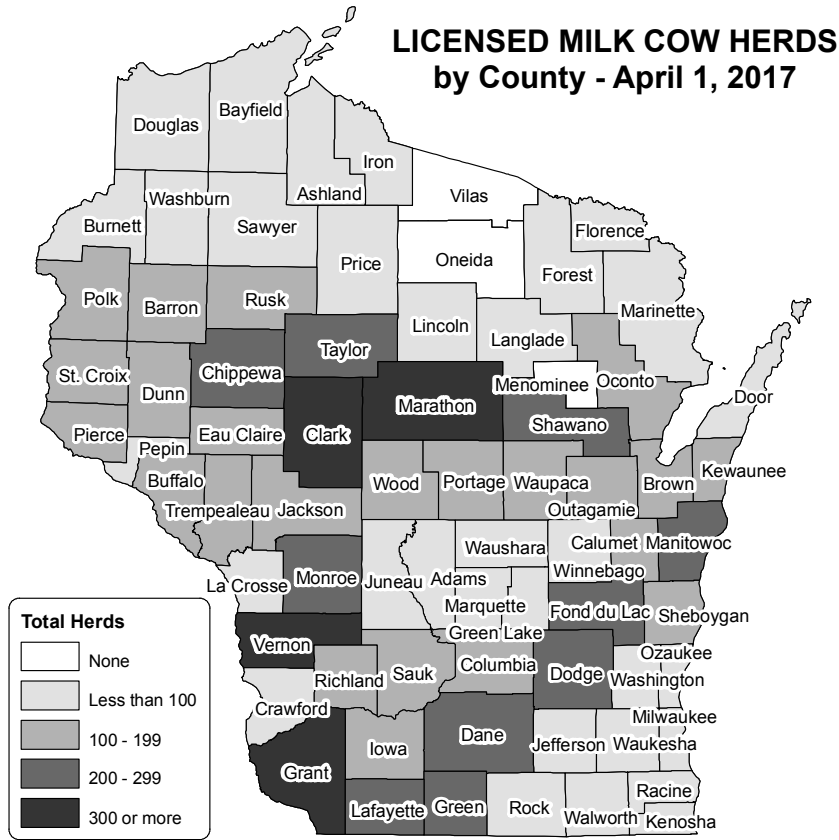 LICENSED MILK COW HERDS
by County - April 1, 2017
Douglas
Bayfield
Iron
Ashland
Vilas
Washburn
Burnett
Sawyer
Florence
Price
Oneida
Forest
Polk
Barron
Rusk
Marinette
Lincoln
Langlade
Taylor
St. Croix
Chippewa
Menominee
Oconto
Dunn
Door
Marathon
Shawano
Pierce
Eau Claire
Clark
Pepin
Kewaunee
Buffalo
Wood
Portage
Waupaca
Brown
Trempealeau
Jackson
Outagamie
Waushara
Calumet
Manitowoc
La Crosse
Monroe
Juneau
Adams
Winnebago
Marquette
Fond du Lac
Sheboygan
Green Lake
Vernon
Ozaukee
Richland
Sauk
Columbia
Dodge
Washington
Crawford
Milwaukee
Iowa
Dane
Jefferson
Waukesha
Grant
Lafayette
Green
Rock
Walworth
Racine
Kenosha
Total Herds
None
Less than 100
100 - 199
200 - 299
300 or more